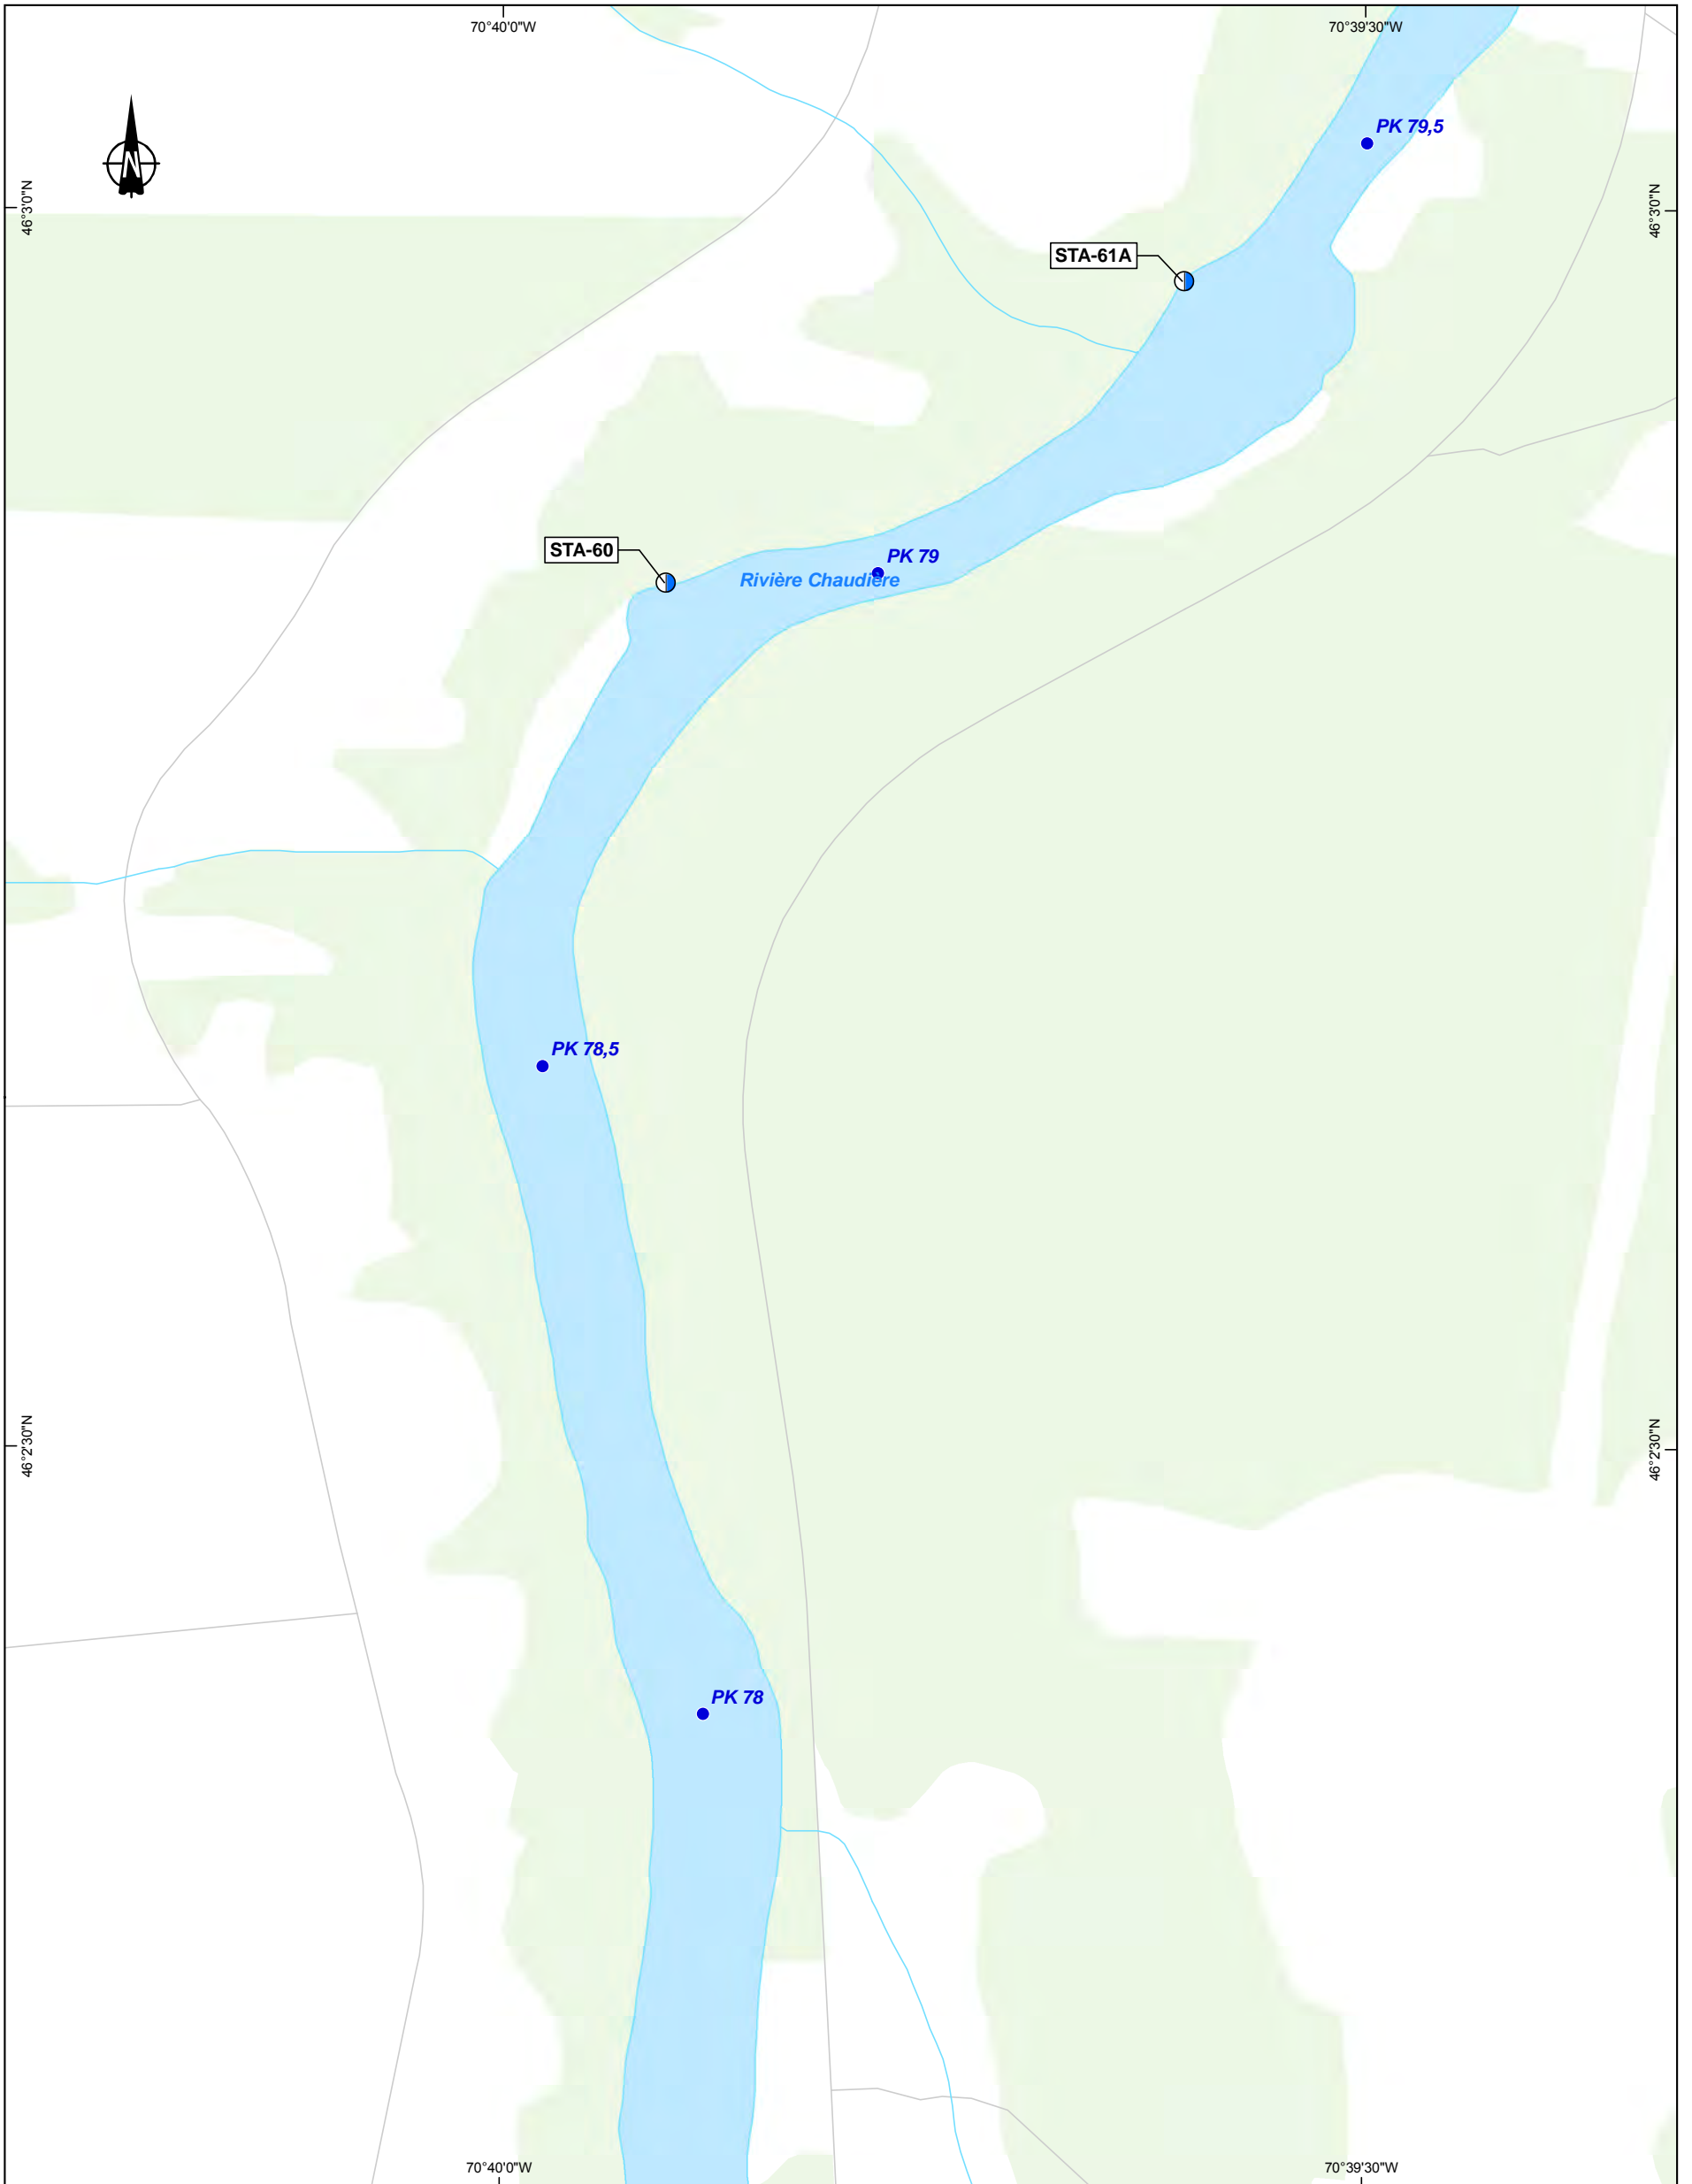 70°40'0"W
70°39'30"W
N
PK 79,5
46°3'0"N
46°3'0"N
STA-61A
STA-60
PK 79
Rivière Chaudière
PK 78,5
46°2'30"N
46°2'30"N
PK 78
70°40'0"W
70°39'30"W